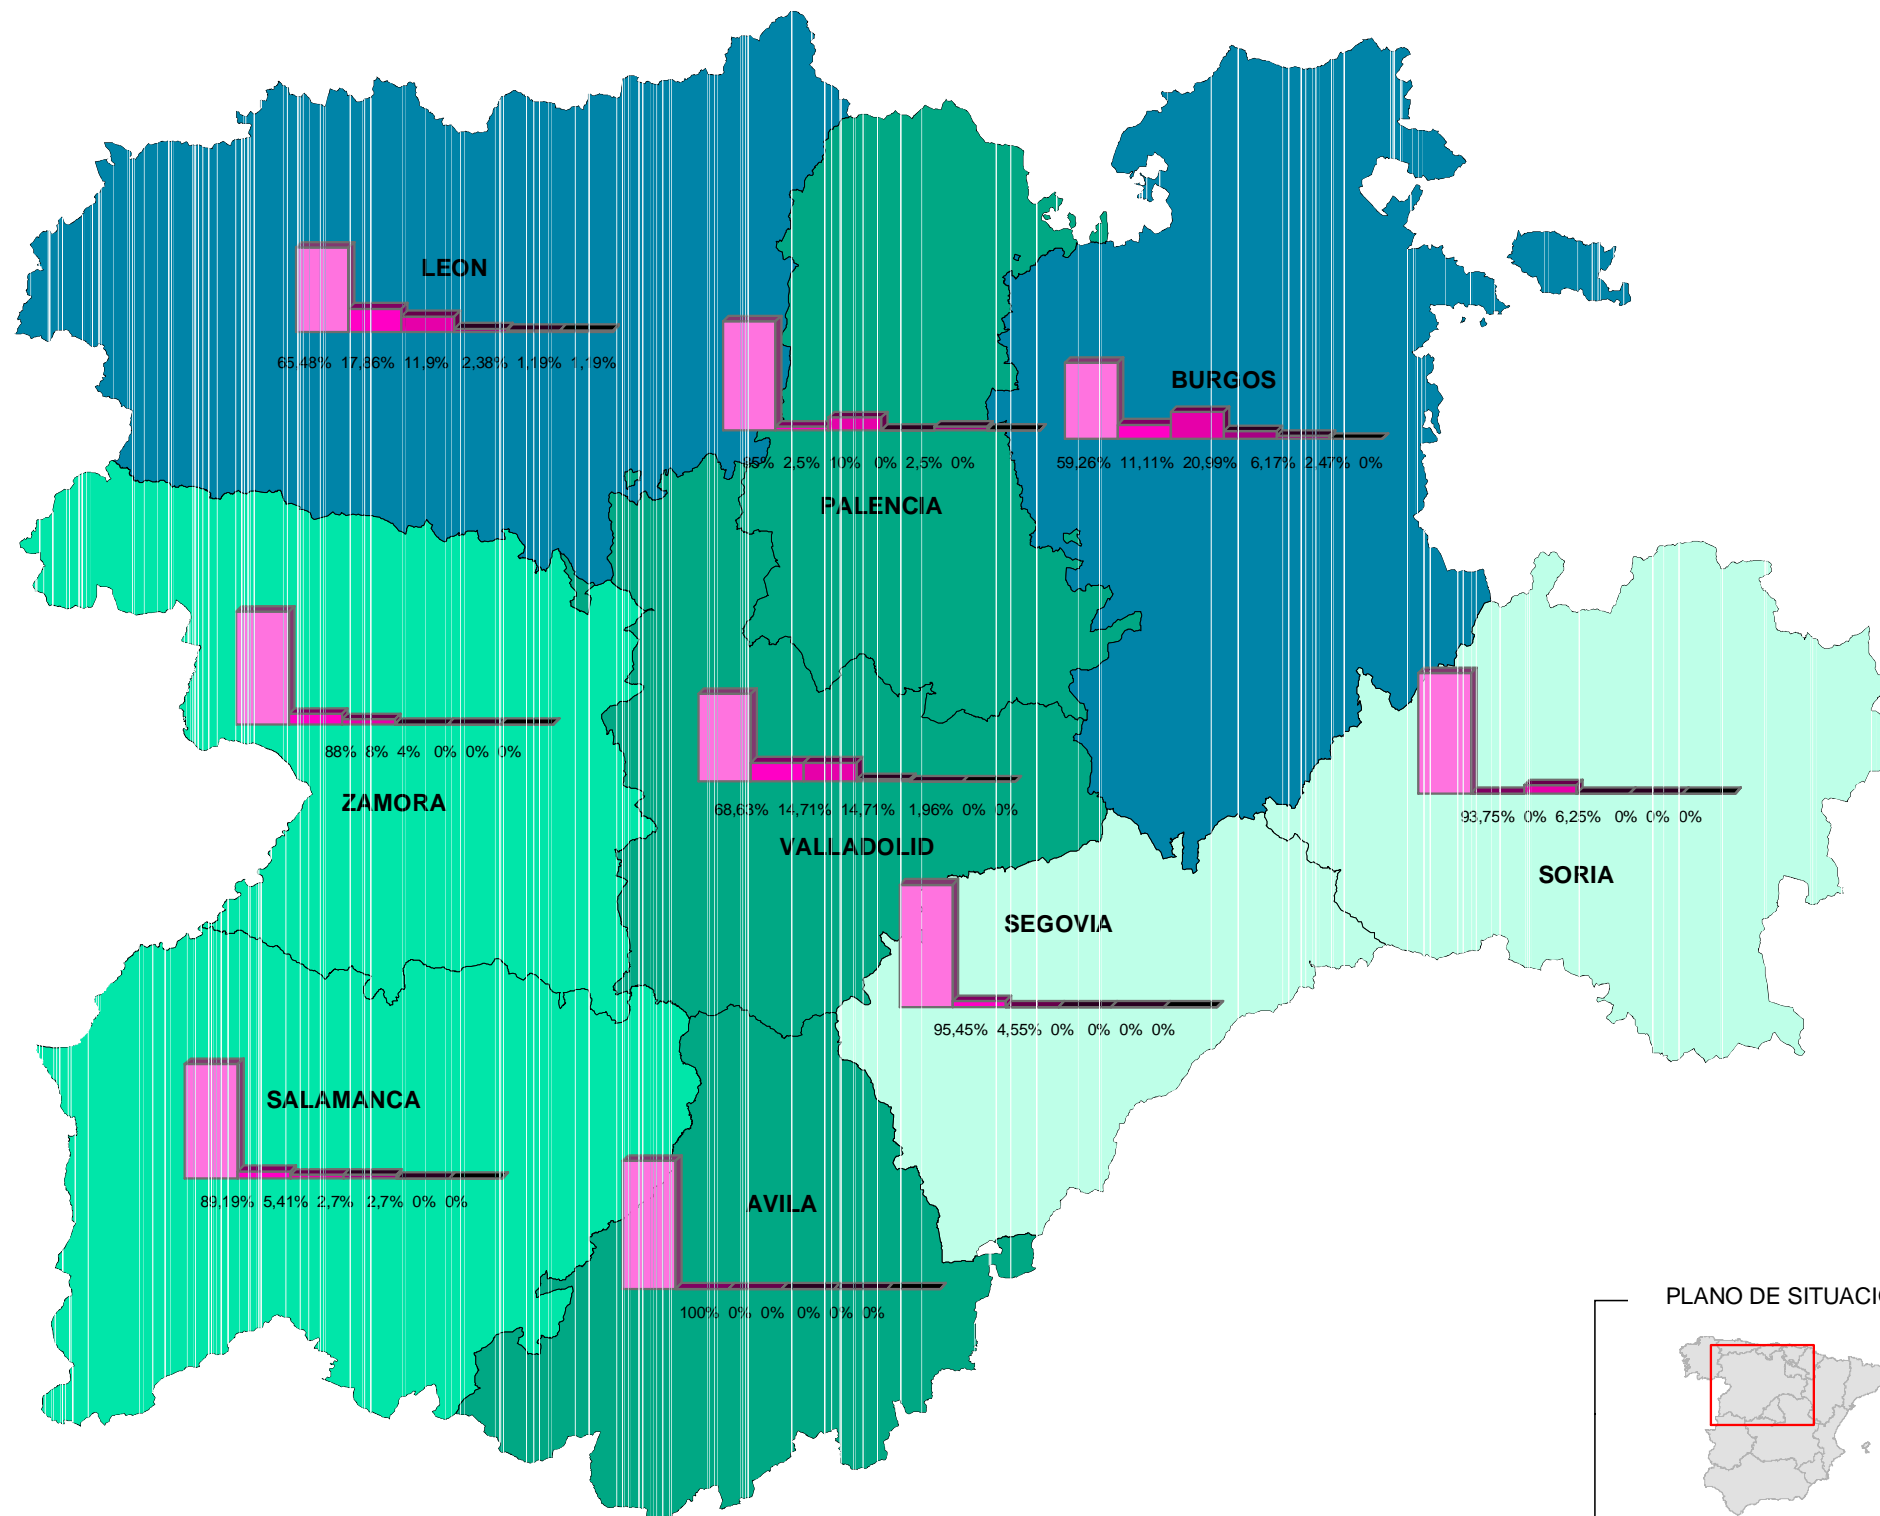 LEON
65,48% 17,86% 11,9% 2,38% 1,19% 1,19%
BURGOS
85% 2,5% 10% 0% 2,5% 0%
59,26% 11,11% 20,99% 6,17% 2,47% 0%
PALENCIA
88% 8% 4% 0% 0% 0%
ZAMORA
68,63% 14,71% 14,71% 1,96% 0% 0%
VALLADOLID
93,75% 0% 6,25% 0% 0% 0%
SORIA
SEGOVIA
95,45% 4,55% 0% 0% 0% 0%
SALAMANCA
89,19% 5,41% 2,7% 2,7% 0% 0%
AVILA
100% 0% 0% 0% 0% 0%
PLANO DE SITUACI